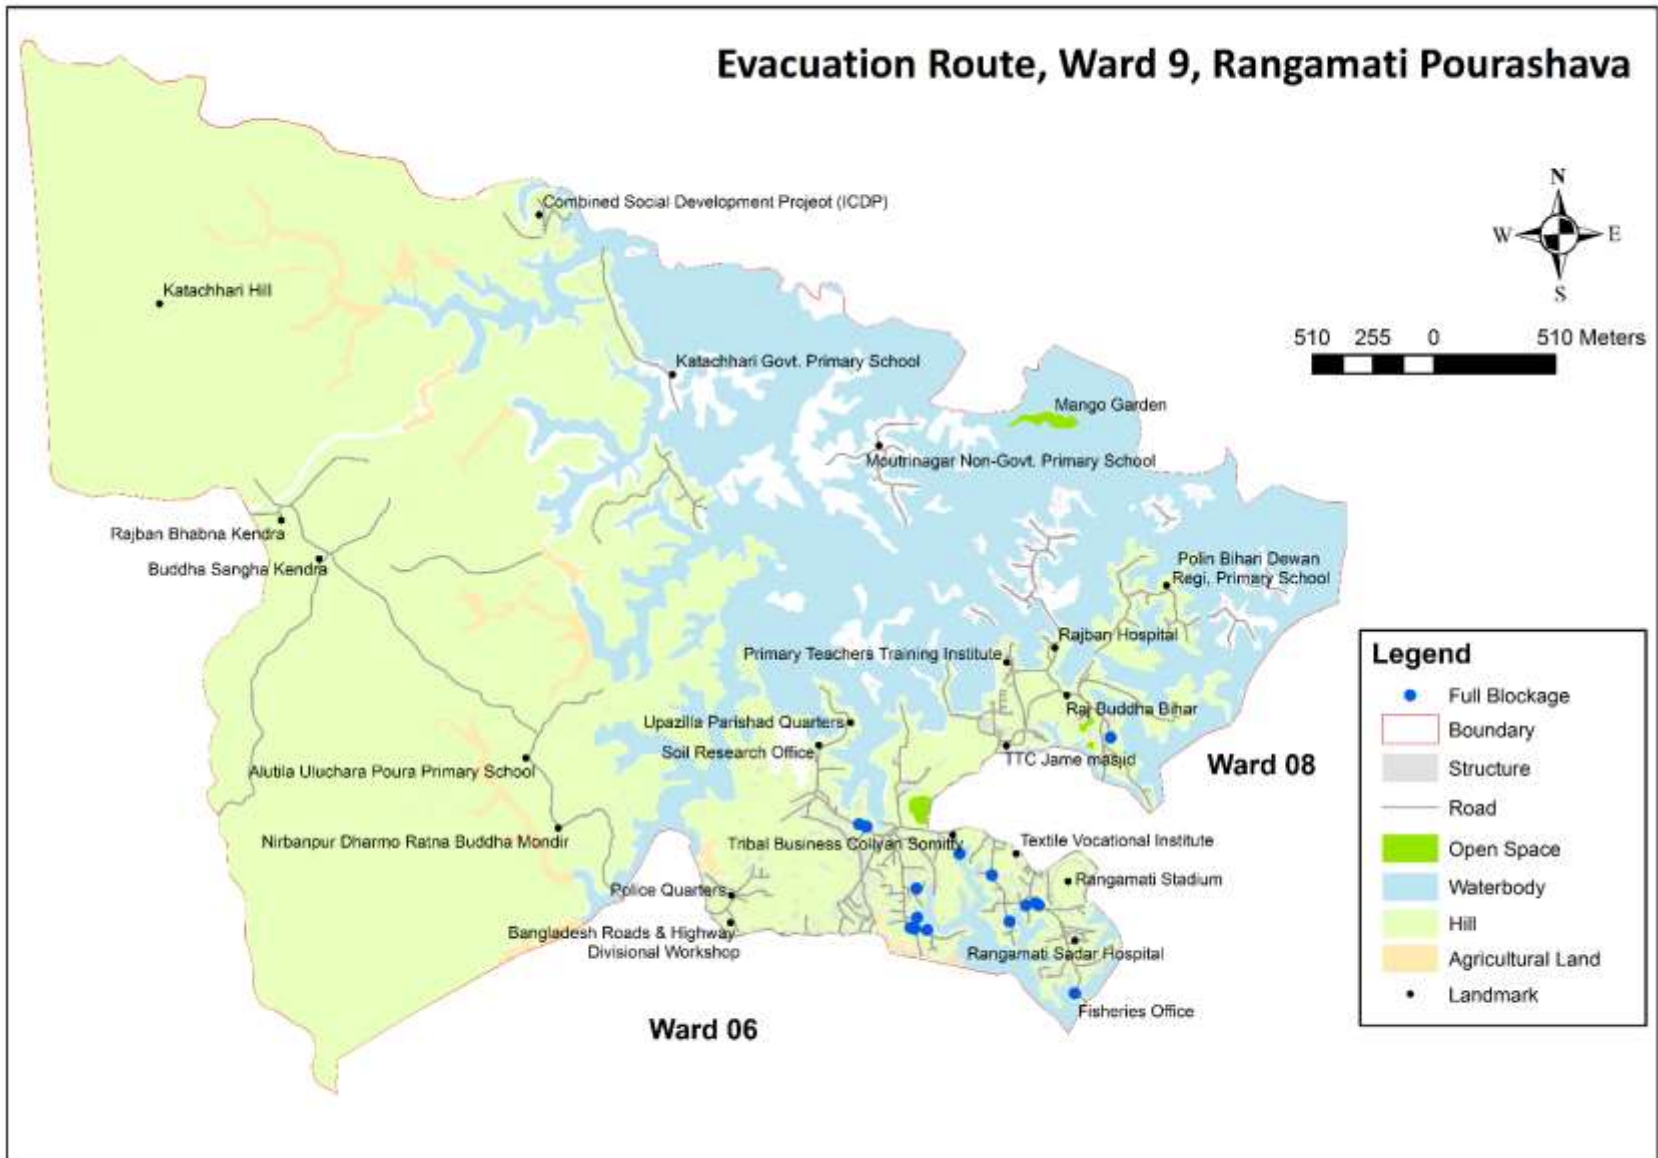 Evacuation Route, Ward 9, Rangamati Pourashava
N
W E
S
510 255 0 510 Meters
Combined Social Development Projeot (ICDP)
Katachhari Hill
Katachhari Govt. Primary School
Mango Garden
Moutrinagar Non-Govt. Primary School
Rajban Bhabna Kendra
Buddha Sangha Kendra
Polin Bihari Dewan
Regi. Primary School
Rajban Hospital
Primary Teachers Training Institute
Raj Buddha Bihar
Upazilla Parishad Quarters
Soil Research Office
TTC Jame masjid
Ward 08
Alutila Uluchara Poura Primary School
Nirbanpur Dharmo Ratna Buddha Mondir
Tribal Business Collyan Somitty
Textile Vocational Institute
Rangamati Stadium
Police Quarters
Bangladesh Roads & Highway
Divisional Workshop
Rangamati Sadar Hospital
Fisheries Office
Ward 06
Legend
Full Blockage
Boundary
Structure
Road
Open Space
Waterbody
Hill
Agricultural Land
Landmark